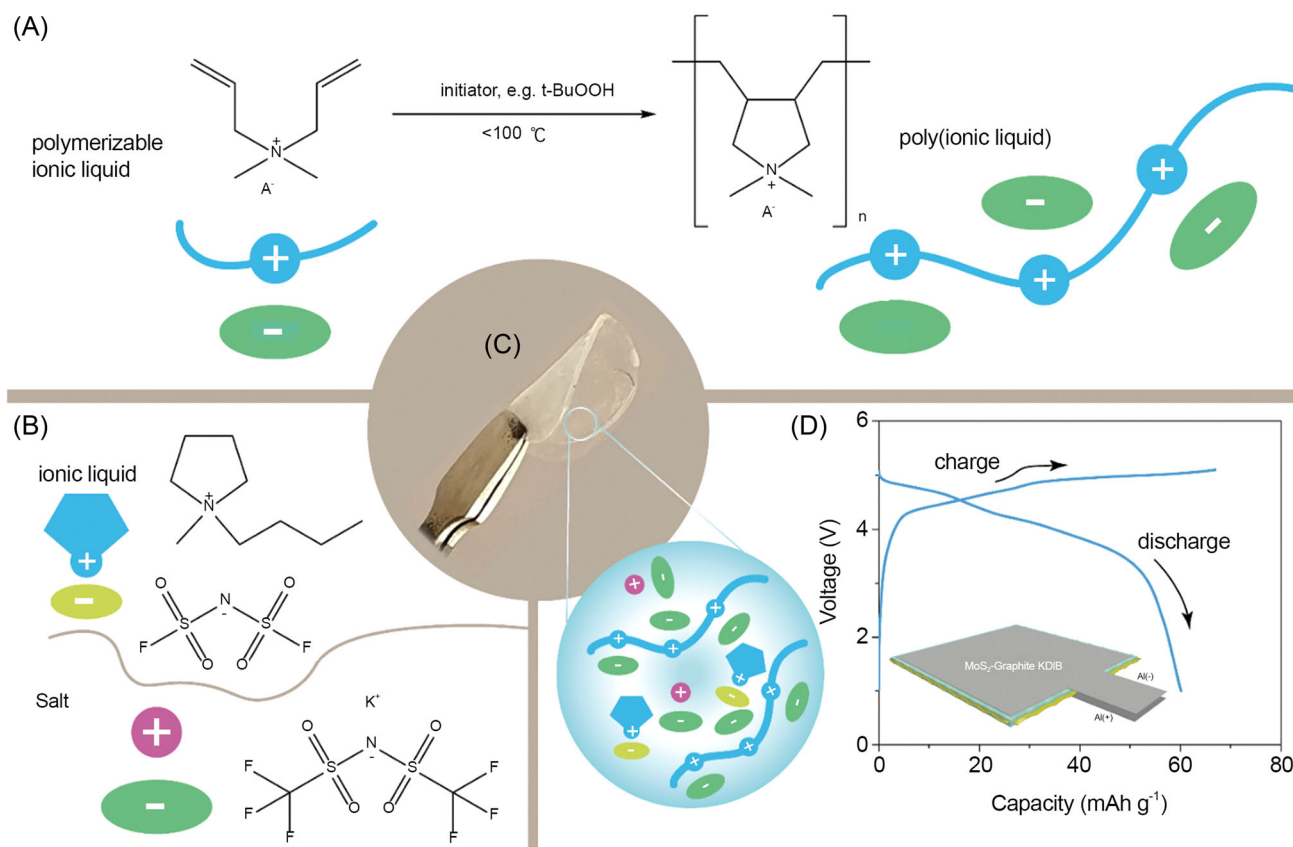 (A)
initiator, e.g. t-BuOOH
<100 ℃
polymerizable
ionic liquid
N
+
A-
N
+
A-
n
poly(ionic liquid)
+
-
+
+
+
-
-
(C)
(B)
ionic liquid
+
-
N
+
O
O
N
-
S
S
F
F
O
O
Salt
+
-
K+
O
O
N
-
S
S
F
F
O
O
F
F
F
F
+
-
-
+
+
-
-
+
+
+
-
-
+
-
-
-
+
+
-
(D)
Voltage (V)
8
6
4
2
0
0
20
40
60
80
charge
discharge
MoS2-Graphite KDIB
Al(-)
Al(+)
Capacity (mAh g-1)